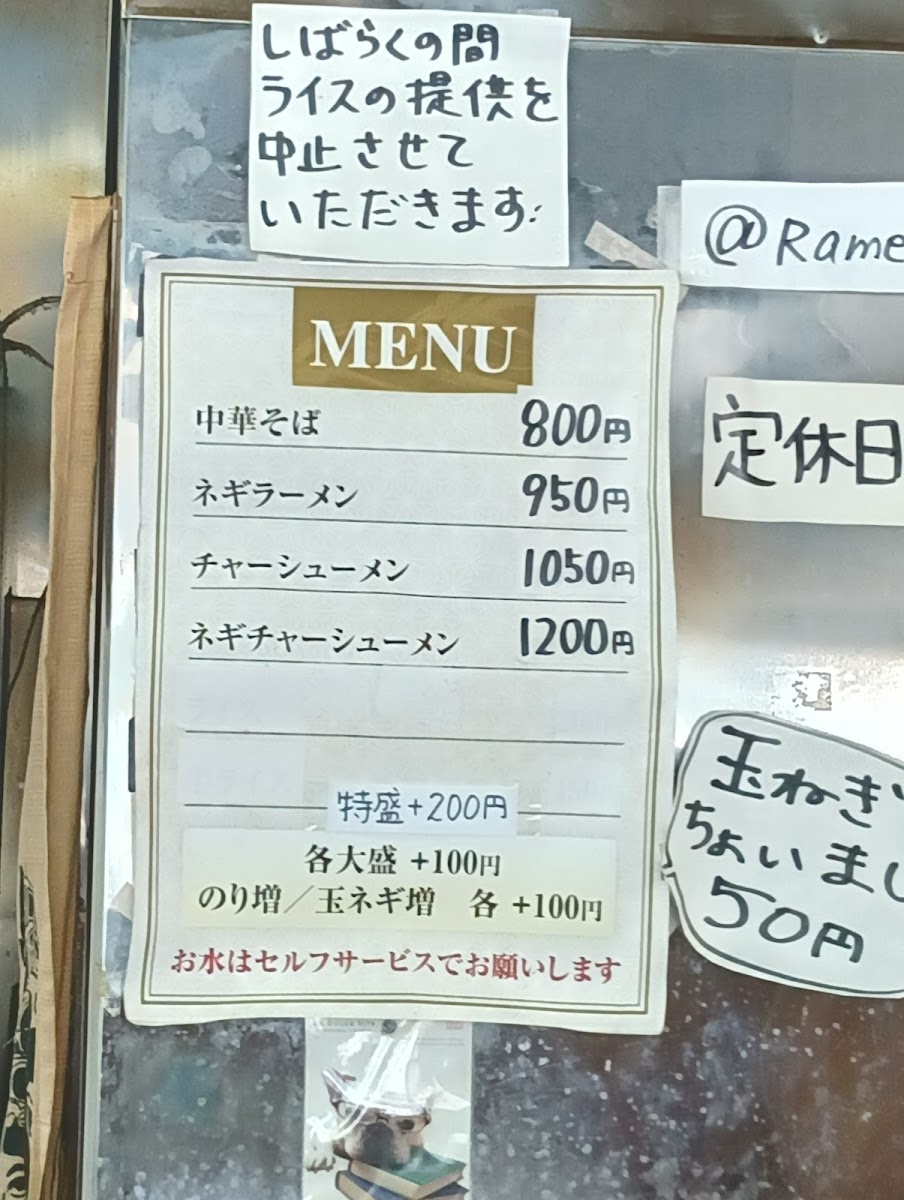 しばらくの間
ライスの提供を
中止させて
いただきます.
@Rame
定休日
MENU
中華そば 800円
ネギラーメン 950円
チャーシューメン 1050円
ネギチャーシューメン 1200円
特盛+200円
各大盛 +100円
のり増／玉ネギ増 各 +100円
お水はセルフサービスでお願いします
玉ねぎ
ちょいまし
50円